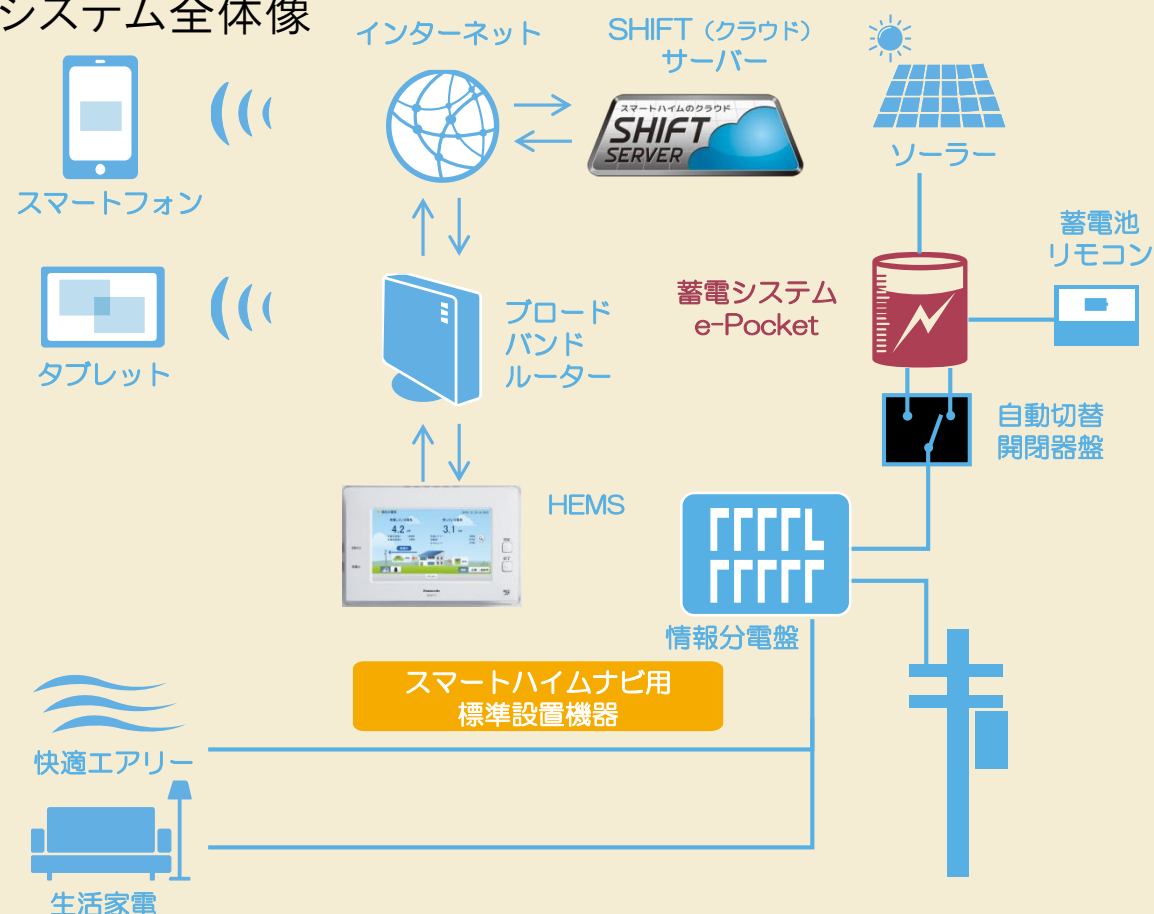 システム全体像
インターネット
SHIFT（クラウド）
サーバー
スマートハイムのクラウド
SHIFT
SERVER
ソーラー
スマートフォン
蓄電池
リモコン
蓄電システム
e-Pocket
ブロード
バンド
ルーター
タブレット
自動切替
開閉器盤
HEMS
4.2
3.1
Panasonic
情報分電盤
スマートハイムナビ用
標準設置機器
快適エアリー
生活家電